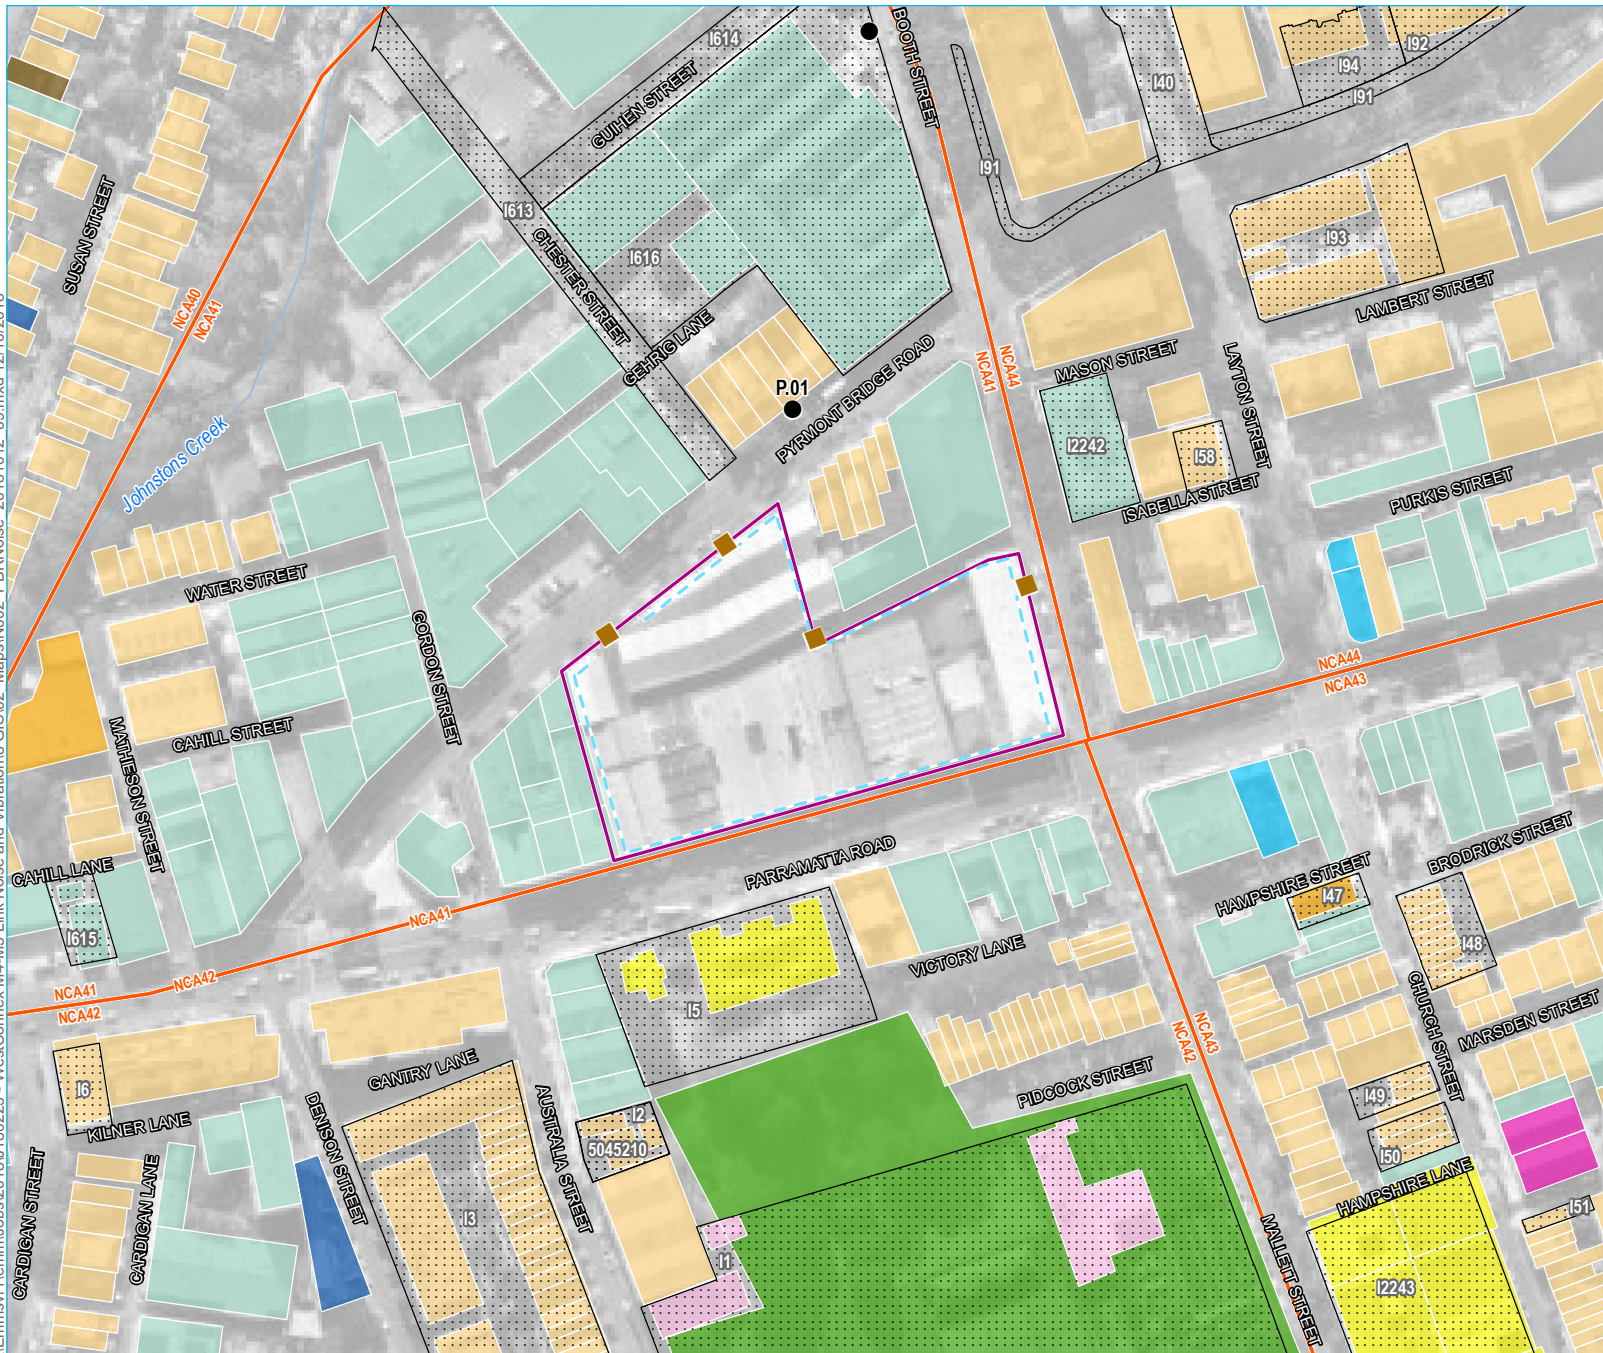 I614
GUIHEN STREET
BOOTH STREET
I40
I92
I94
I91
I91
SUSAN STREET
I613
CHESTER STREET
I616
I93
LAMBERT STREET
NCA40
NCA41
GEHRIG LANE
P.01
PYRMONT BRIDGE ROAD
NCA44
NCA41
MASON STREET
LAYTON STREET
I2242
I58
ISABELLA STREET
PURKIS STREET
Johnstons Creek
WATER STREET
GORDON STREET
NCA44
NCA43
MATHIESON STREET
CAHILL STREET
CAHILL LANE
I615
PARRAMATTA ROAD
NCA41
NCA42
NCA41
NCA42
BRODRICK STREET
HAMPSHIRE STREET
I47
I48
VICTORY LANE
I5
CHURCH STREET
MARSDEN STREET
NCA43
NCA42
I6
KILNER LANE
GANTRY LANE
DENISON STREET
AUSTRALIA STREET
I2
5045210
PIDCOCK STREET
I49
I50
HAMPSHIRE LANE
I51
CARDIGAN STREET
CARDIGAN LANE
I3
I1
MALLETT STREET
I2243